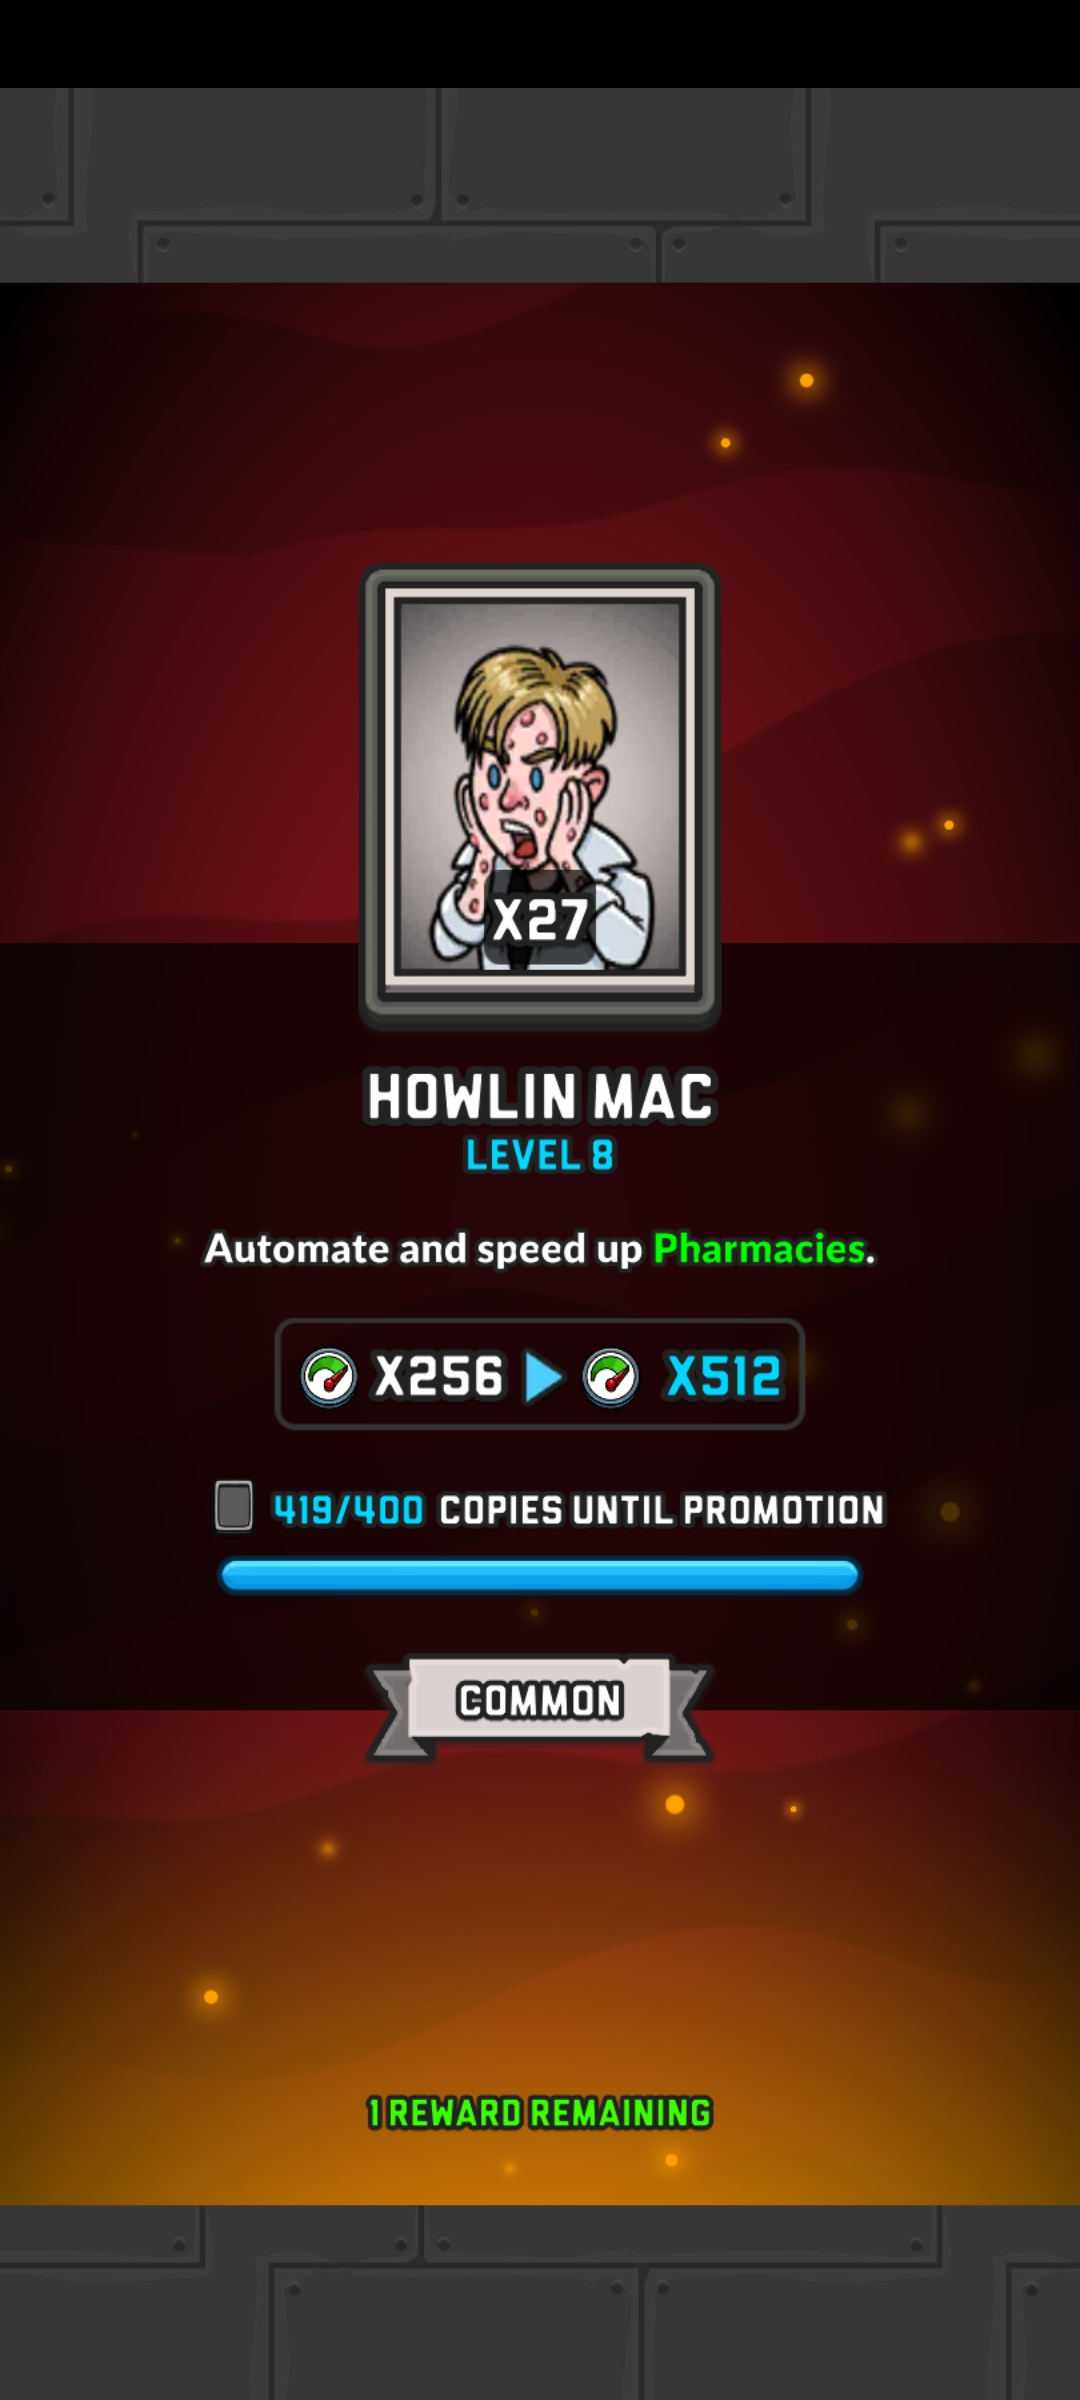 X27
HOWLIN MAC
LEVEL 8
Automate and speed up Pharmacies.
X256 X512
419/400 COPIES UNTIL PROMOTION
COMMON
1 REWARD REMAINING